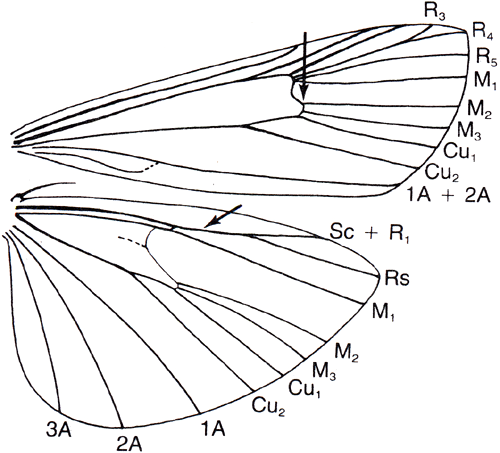 R3
R4
R5
M1
M2
M3
Cu1
Cu2
1A + 2A
Sc + R1
Rs
M1
M2
M3
Cu1
Cu2
1A
2A
3A